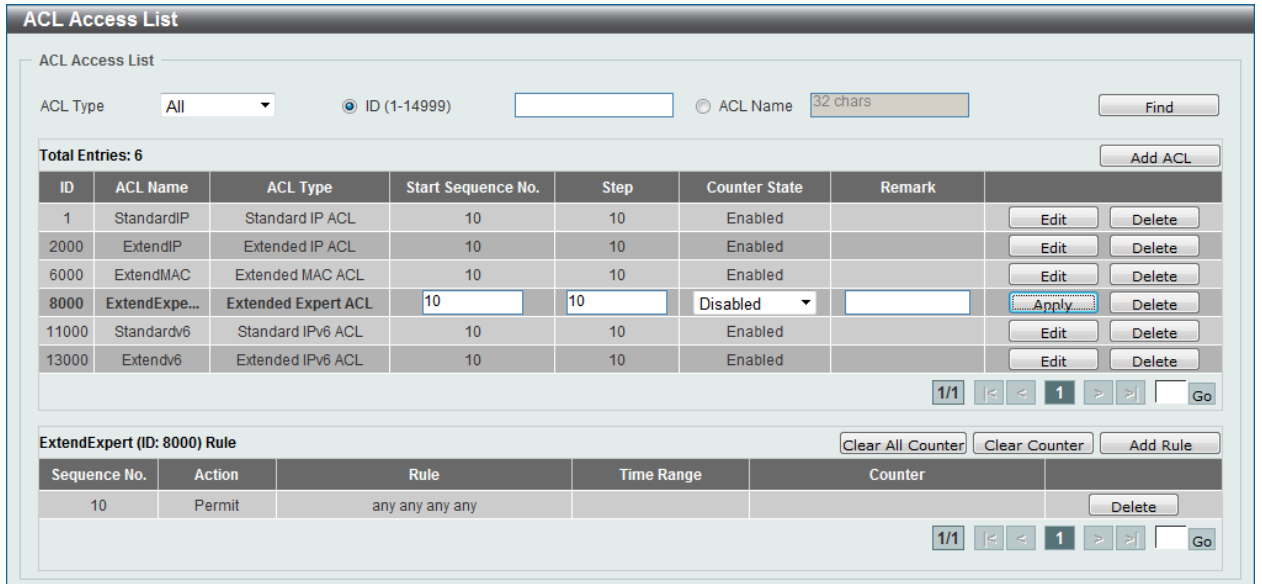 ACL Access List
ACL Access List
ACL Type All ID (1-14999) ACL Name 32 chars Find
Total Entries: 6 Add ACL
ID ACL Name ACL Type Start Sequence No. Step Counter State Remark
1 StandardIP Standard IP ACL 10 10 Enabled Edit Delete
2000 ExtendIP Extended IP ACL 10 10 Enabled Edit Delete
6000 ExtendMAC Extended MAC ACL 10 10 Enabled Edit Delete
8000 ExtendExpe... Extended Expert ACL 10 10 Disabled Apply Delete
11000 Standardv6 Standard IPv6 ACL 10 10 Enabled Edit Delete
13000 Extendv6 Extended IPv6 ACL 10 10 Enabled Edit Delete
1/1 |< < 1 > >| Go
ExtendExpert (ID: 8000) Rule Clear All Counter Clear Counter Add Rule
Sequence No. Action Rule Time Range Counter
10 Permit any any any any Delete
1/1 |< < 1 > >| Go